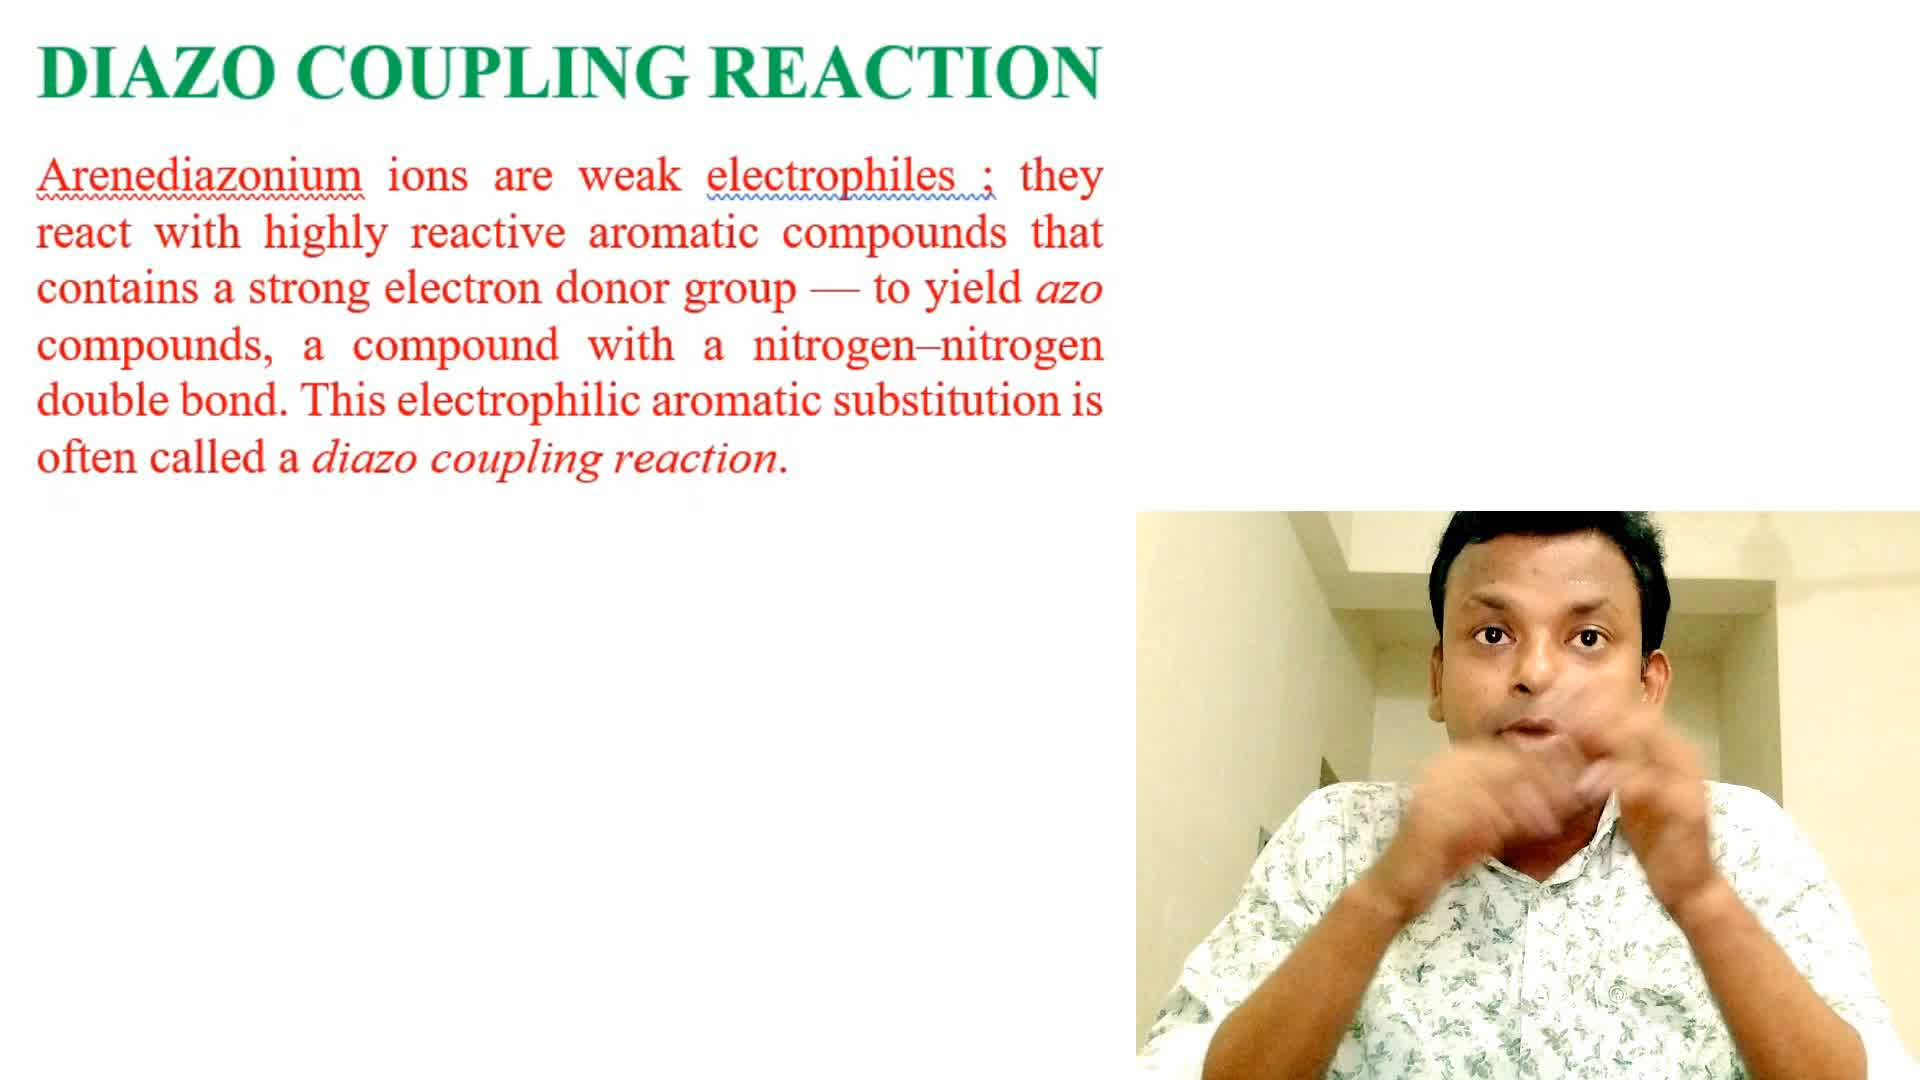 DIAZO COUPLING REACTION
Arenediazonium ions are weak electrophiles ; they
react with highly reactive aromatic compounds that
contains a strong electron donor group — to yield azo
compounds, a compound with a nitrogen–nitrogen
double bond. This electrophilic aromatic substitution is
often called a diazo coupling reaction.